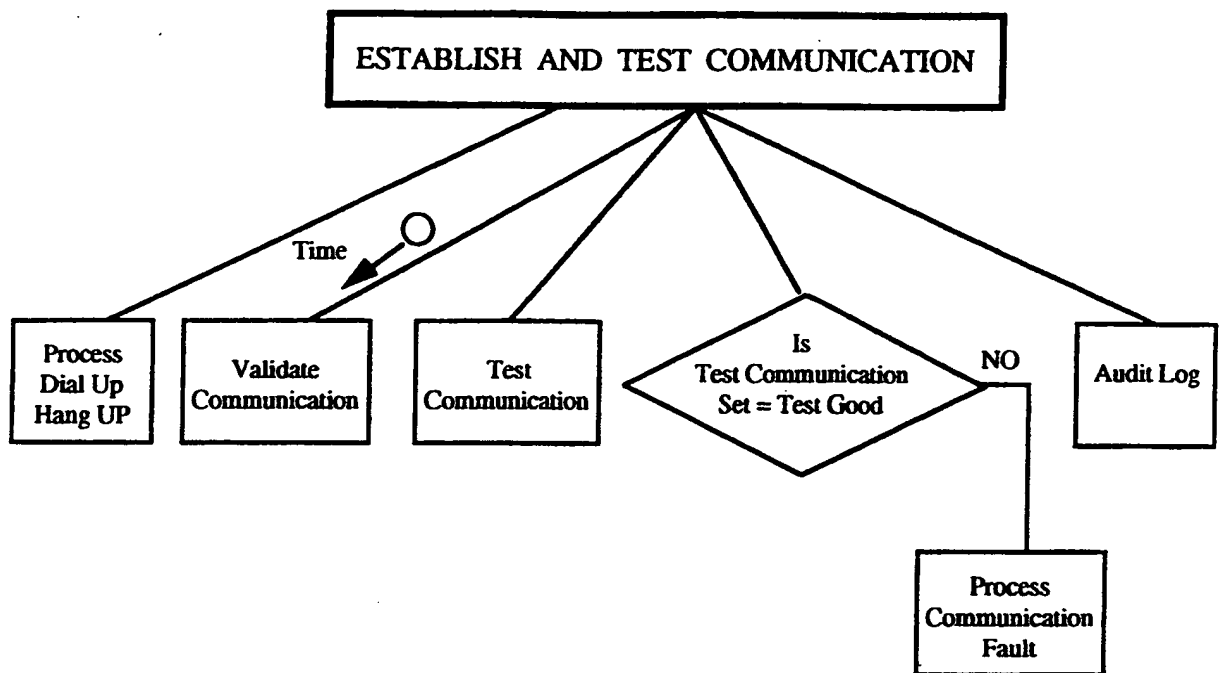 ESTABLISH AND TEST COMMUNICATION
Time
Process
Dial Up
Hang UP
Validate
Communication
Test
Communication
Is
Test Communication
Set = Test Good
NO
Audit Log
Process
Communication
Fault